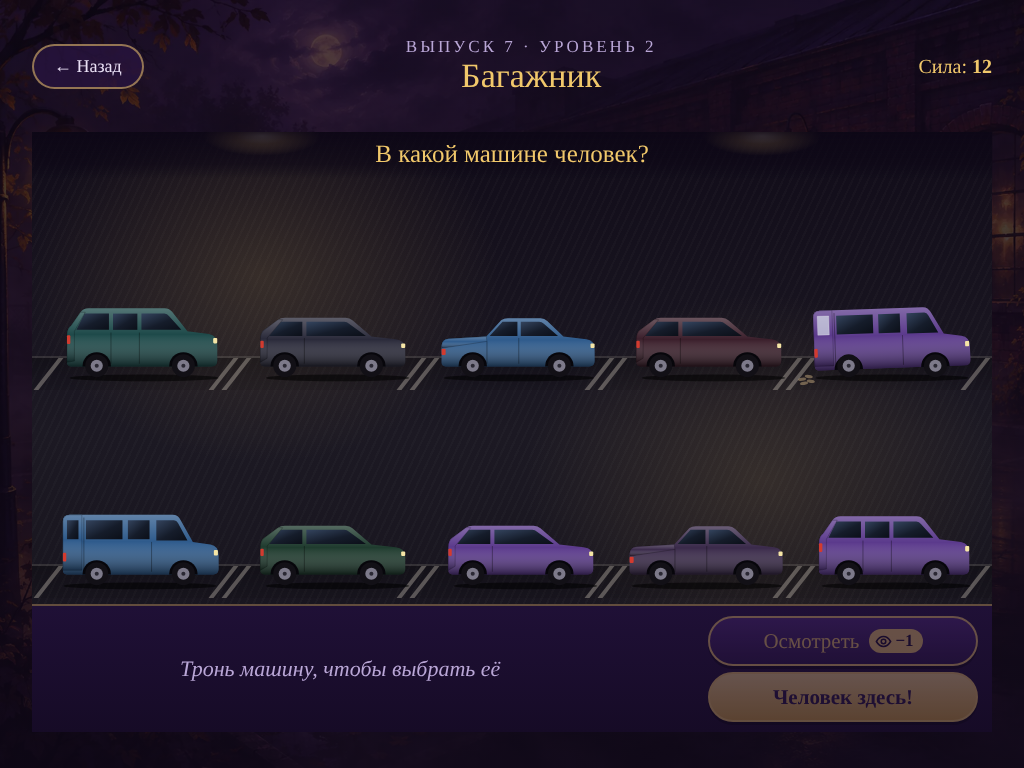 ← Назад
ВЫПУСК 7 · УРОВЕНЬ 2
Багажник
Сила: 12
В какой машине человек?
Тронь машину, чтобы выбрать её
Осмотреть −1
Человек здесь!